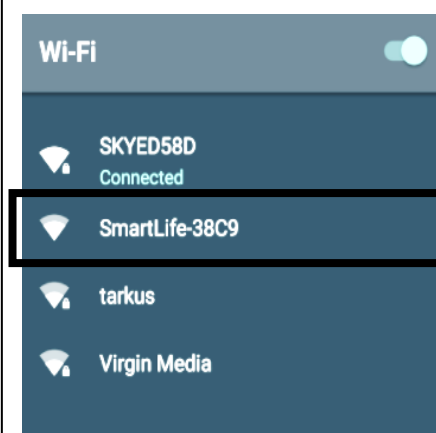 Wi-Fi
SKYED58D
Connected
SmartLife-38C9
tarkus
Virgin Media